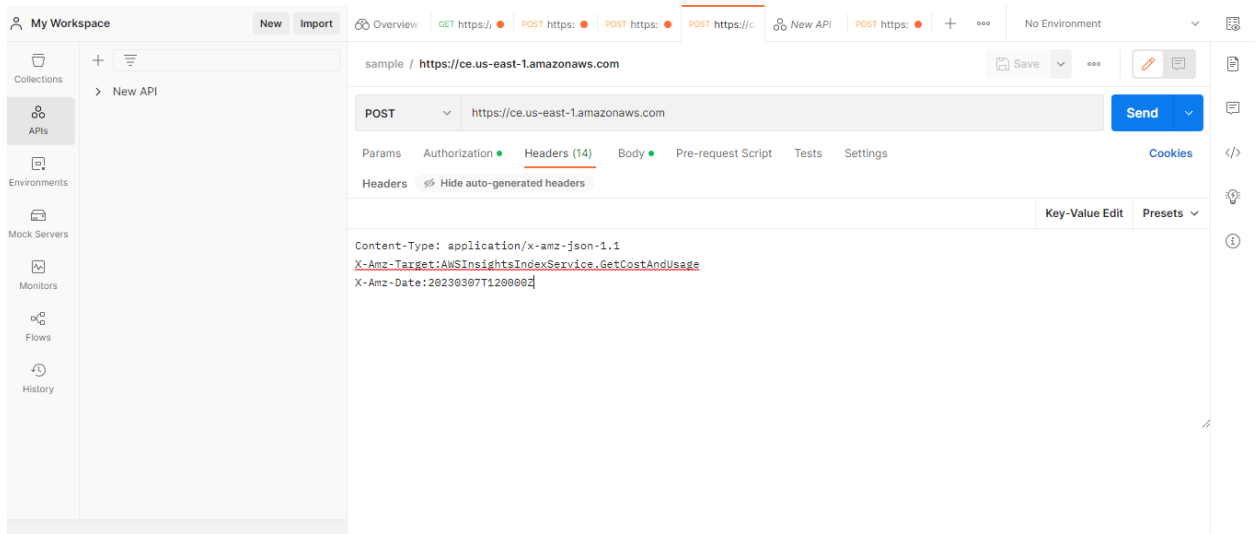 My Workspace
New
Import
Overview
GET https:/
POST https:
POST https:
POST https://c
New API
POST https:
No Environment
Collections
APIs
Environments
Mock Servers
Monitors
Flows
History
New API
sample / https://ce.us-east-1.amazonaws.com
Save
POST
https://ce.us-east-1.amazonaws.com
Send
Params
Authorization
Headers (14)
Body
Pre-request Script
Tests
Settings
Cookies
Headers
Hide auto-generated headers
Key-Value Edit
Presets
Content-Type: application/x-amz-json-1.1
X-Amz-Target:AWSInsightsIndexService.GetCostAndUsage
X-Amz-Date:20230307T120000Z